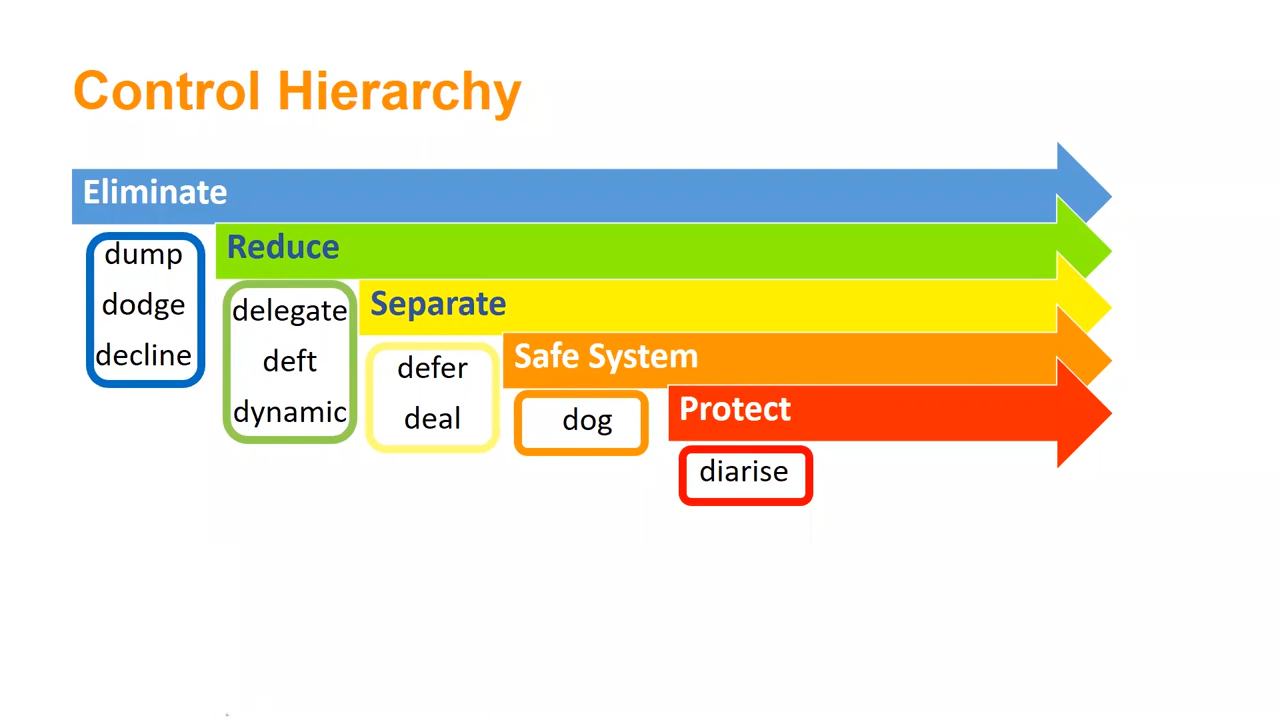 Control Hierarchy
Eliminate
dump
dodge
decline
Reduce
delegate
deft
dynamic
Separate
defer
deal
Safe System
dog
Protect
diarise